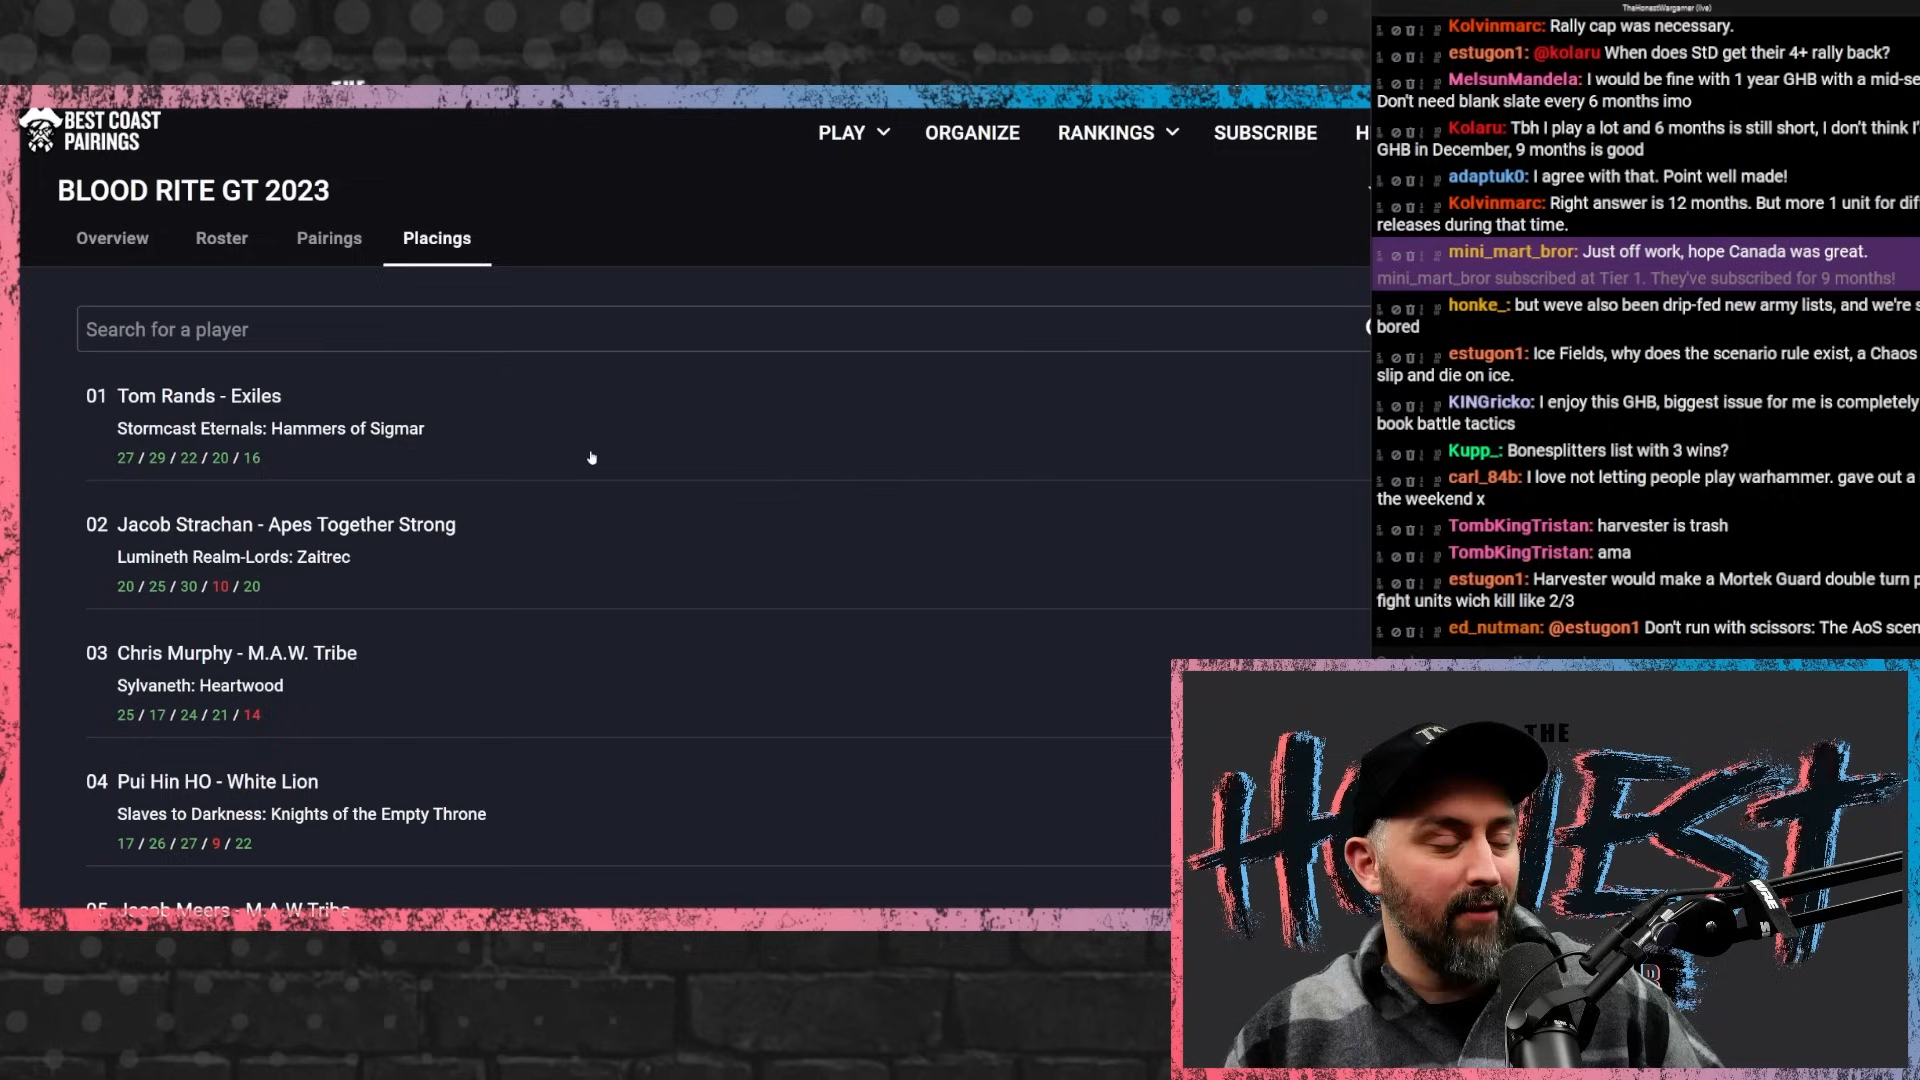 BEST COAST
PAIRINGS
PLAY
ORGANIZE
RANKINGS
SUBSCRIBE
BLOOD RITE GT 2023
Overview
Roster
Pairings
Placings
Search for a player
01 Tom Rands - Exiles
Stormcast Eternals: Hammers of Sigmar
27 / 29 / 22 / 20 / 16
02 Jacob Strachan - Apes Together Strong
Lumineth Realm-Lords: Zaitrec
20 / 25 / 30 / 10 / 20
03 Chris Murphy - M.A.W. Tribe
Sylvaneth: Heartwood
25 / 17 / 24 / 21 / 14
04 Pui Hin HO - White Lion
Slaves to Darkness: Knights of the Empty Throne
17 / 26 / 27 / 9 / 22
05 Jacob Meers - M.A.W Tribe
TheHonestWargamer (live)
Kolvinmarc: Rally cap was necessary.
estugon1: @kolaru When does StD get their 4+ rally back?
MelsunMandela: I would be fine with 1 year GHB with a mid-se
Don't need blank slate every 6 months imo
Kolaru: Tbh I play a lot and 6 months is still short, I don't think I'
GHB in December, 9 months is good
adaptuk0: I agree with that. Point well made!
Kolvinmarc: Right answer is 12 months. But more 1 unit for dif
releases during that time.
mini_mart_bror: Just off work, hope Canada was great.
mini_mart_bror subscribed at Tier 1. They've subscribed for 9 months!
honke_: but weve also been drip-fed new army lists, and we're s
bored
estugon1: Ice Fields, why does the scenario rule exist, a Chaos
slip and die on ice.
KINGricko: I enjoy this GHB, biggest issue for me is completely
book battle tactics
Kupp_: Bonesplitters list with 3 wins?
carl_84b: I love not letting people play warhammer. gave out a
the weekend x
TombKingTristan: harvester is trash
TombKingTristan: ama
estugon1: Harvester would make a Mortek Guard double turn p
fight units wich kill like 2/3
ed_nutman: @estugon1 Don't run with scissors: The AoS scen
THE
HONEST